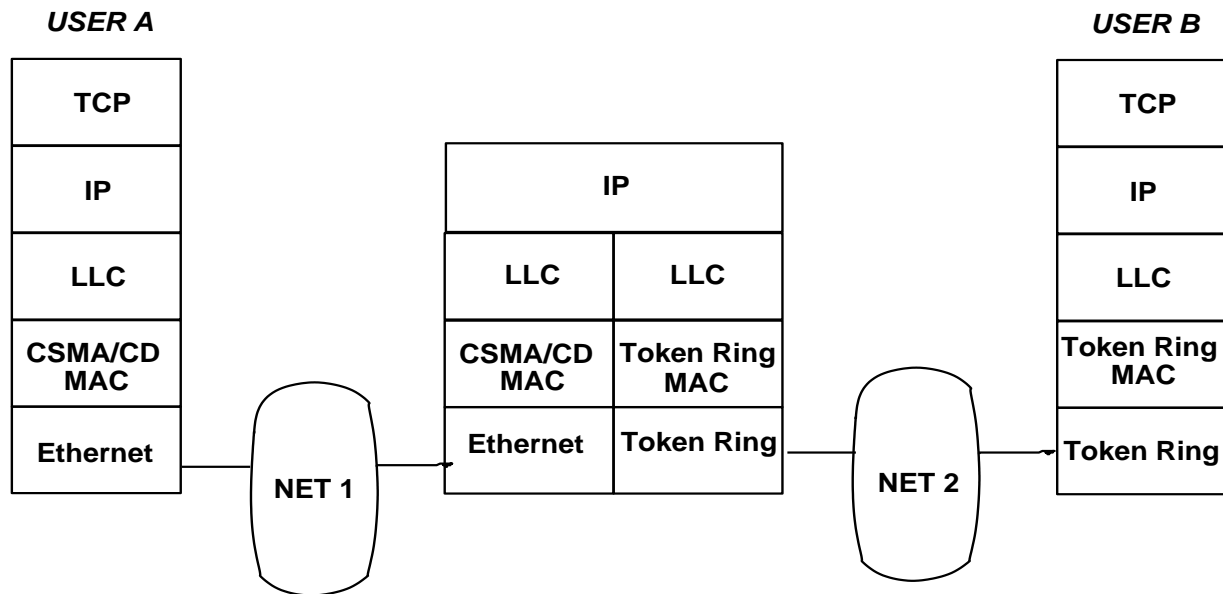 USER A
TCP
IP
LLC
CSMA/CD
MAC
Ethernet
NET 1
IP
LLC
LLC
CSMA/CD
MAC
Token Ring
MAC
Ethernet
Token Ring
NET 2
USER B
TCP
IP
LLC
Token Ring
MAC
Token Ring